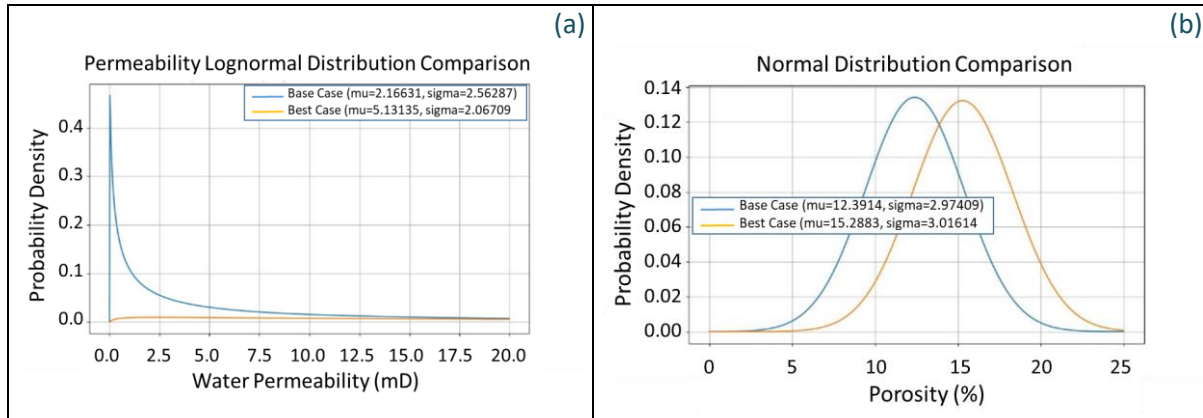 (a)
Permeability Lognormal Distribution Comparison
Base Case (mu=2.16631, sigma=2.56287)
Best Case (mu=5.13135, sigma=2.06709)
Probability Density
0.4
0.3
0.2
0.1
0.0
0.0 2.5 5.0 7.5 10.0 12.5 15.0 17.5 20.0
Water Permeability (mD)
(b)
Normal Distribution Comparison
Probability Density
0.14
0.12
0.10
0.08
0.06
0.04
0.02
0.00
Base Case (mu=12.3914, sigma=2.97409)
Best Case (mu=15.2883, sigma=3.01614
0 5 10 15 20 25
Porosity (%)